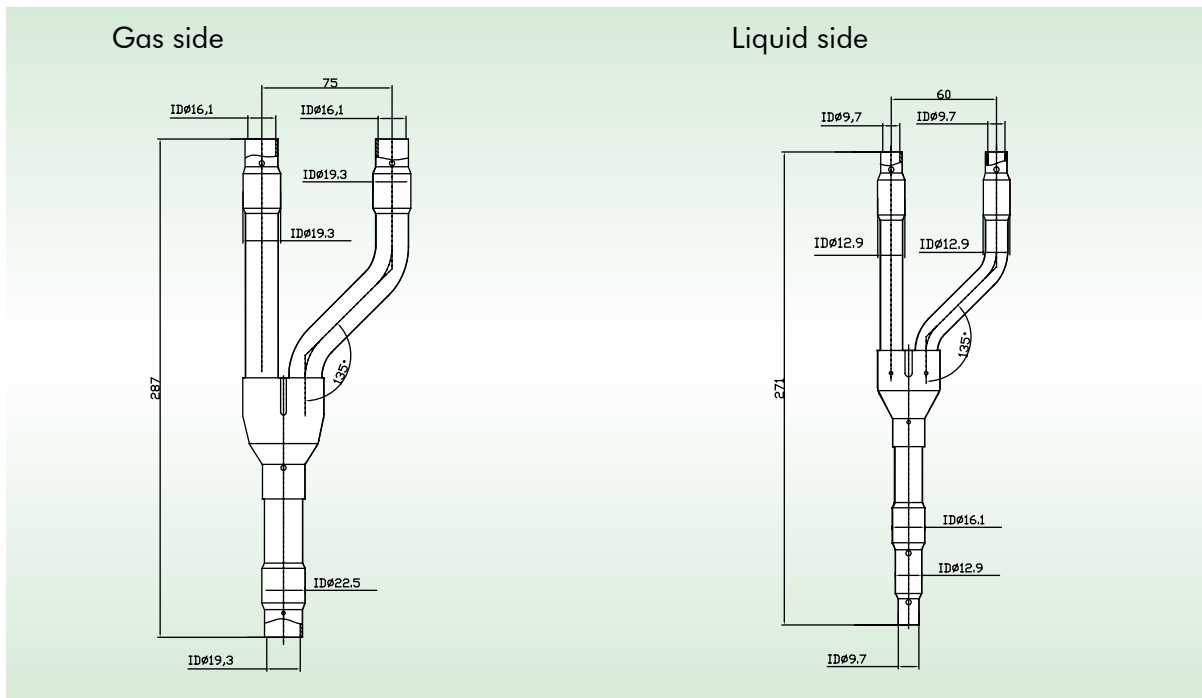 Gas side
75
IDø16,1
IDø16,1
IDø19.3
IDø19.3
135°
287
IDø22.5
IDø19,3
Liquid side
60
IDø9,7
IDø9.7
IDø12.9
IDø12.9
135°
271
IDø16.1
IDø12.9
IDø9.7